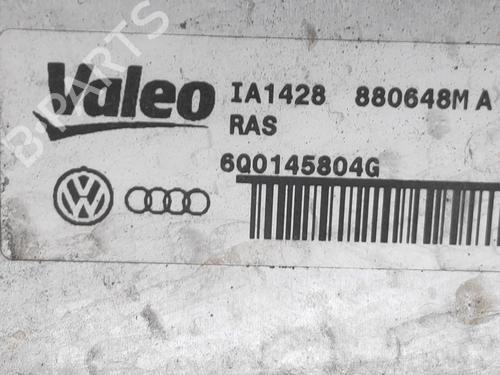 B-PARTS
Valeo IA1428 880648M A
RAS
6Q0145804G